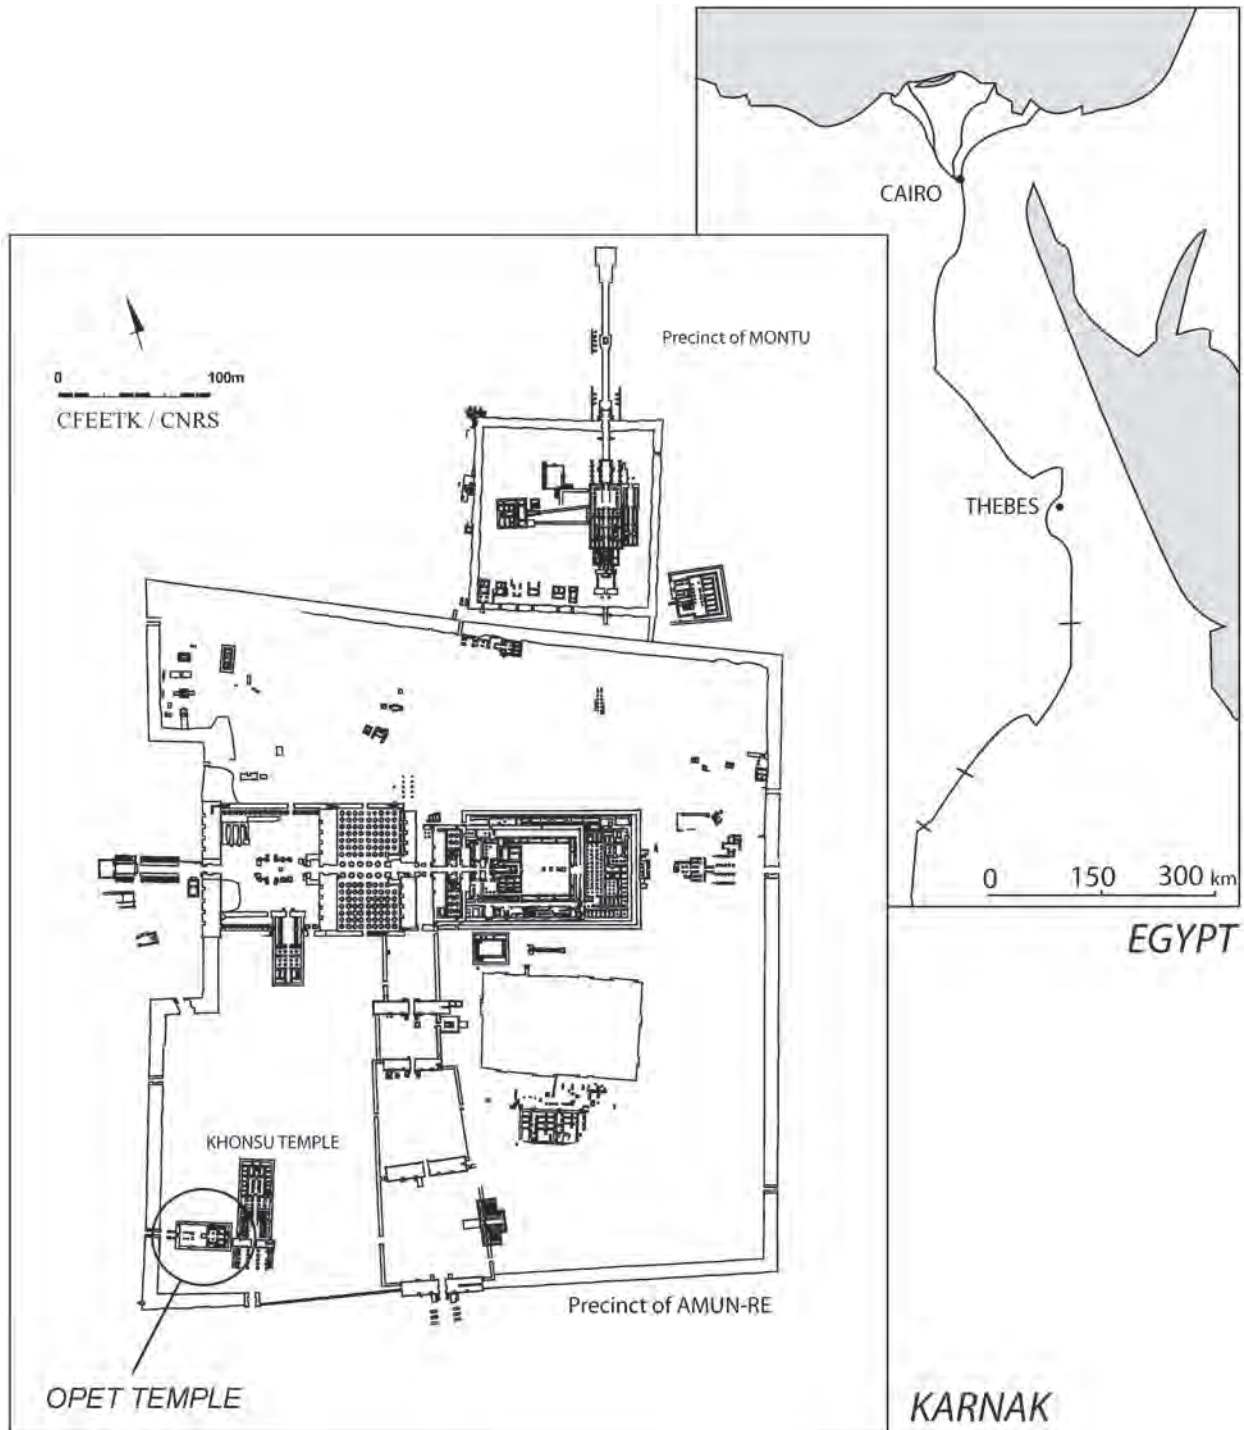 CAIRO
Precinct of MONTU
0 100m
CFEETK / CNRS
THEBES
0 150 300 km
EGYPT
KHONSU TEMPLE
Precinct of AMUN-RE
OPET TEMPLE
KARNAK